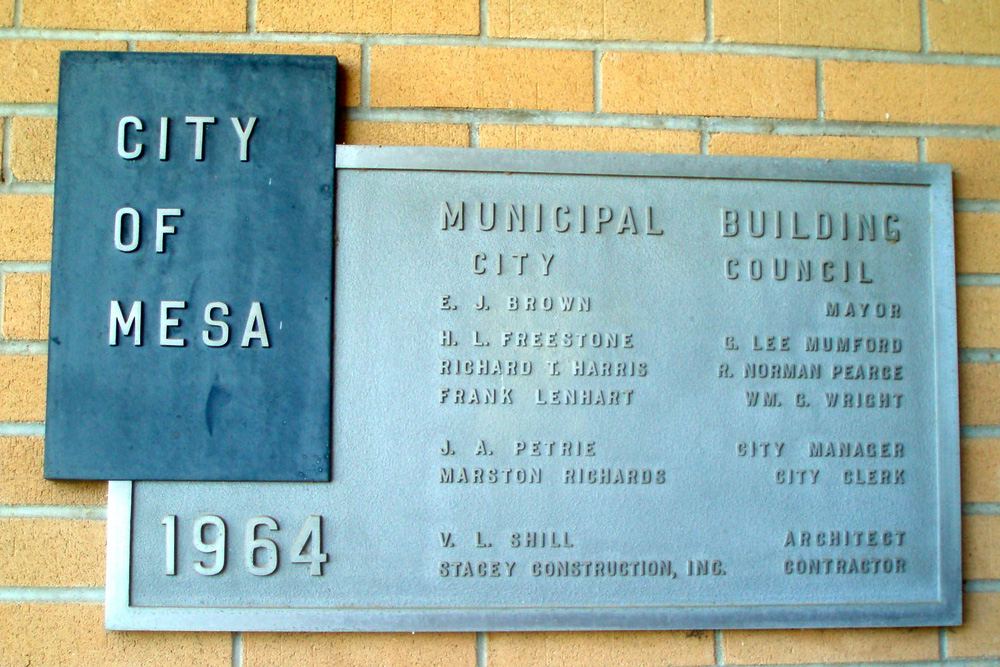 CITY
OF
MESA
1964
MUNICIPAL BUILDING
CITY COUNCIL
E. J. BROWN MAYOR
H. L. FREESTONE G. LEE MUMFORD
RICHARD T. HARRIS R. NORMAN PEARCE
FRANK LENHART WM. G. WRIGHT
J. A. PETRIE CITY MANAGER
MARSTON RICHARDS CITY CLERK
V. L. SHILL ARCHITECT
STACEY CONSTRUCTION, INC. CONTRACTOR